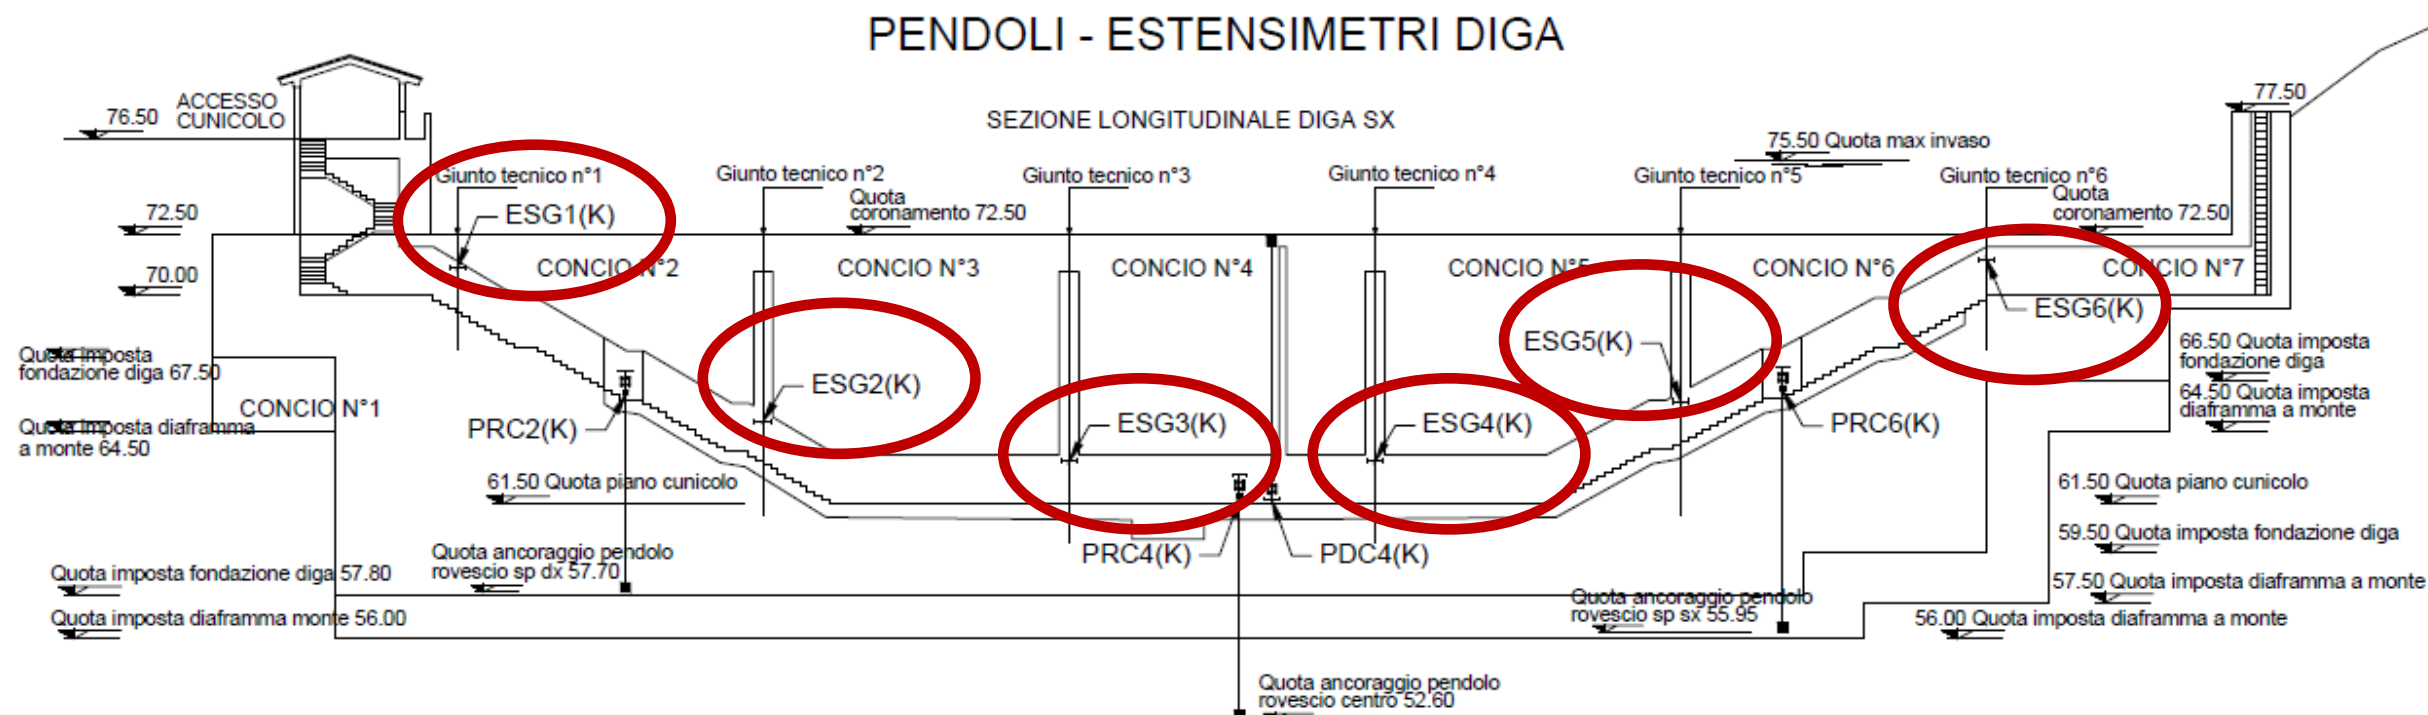 PENDOLI - ESTENSIMETRI DIGA
SEZIONE LONGITUDINALE DIGA SX
ACCESSO
CUNICOLO
76.50
77.50
75.50 Quota max invaso
Giunto tecnico n°1
Giunto tecnico n°2
Giunto tecnico n°3
Giunto tecnico n°4
Giunto tecnico n°5
Giunto tecnico n°6
72.50
ESG1(K)
Quota
coronamento 72.50
Quota
coronamento 72.50
70.00
CONCIO N°2
CONCIO N°3
CONCIO N°4
CONCIO N°5
CONCIO N°6
CONCIO N°7
ESG6(K)
Quota imposta
fondazione diga 67.50
ESG2(K)
ESG5(K)
66.50 Quota imposta
fondazione diga
64.50 Quota imposta
diaframma a monte
CONCIO N°1
Quota imposta diaframma
a monte 64.50
PRC2(K)
ESG3(K)
ESG4(K)
PRC6(K)
61.50 Quota piano cunicolo
61.50 Quota piano cunicolo
59.50 Quota imposta fondazione diga
PRC4(K)
PDC4(K)
Quota ancoraggio pendolo
rovescio sp dx 57.70
Quota imposta fondazione diga 57.80
57.50 Quota imposta diaframma a monte
Quota ancoraggio pendolo
rovescio sp sx 55.95
Quota imposta diaframma monte 56.00
56.00 Quota imposta diaframma a monte
Quota ancoraggio pendolo
rovescio centro 52.60